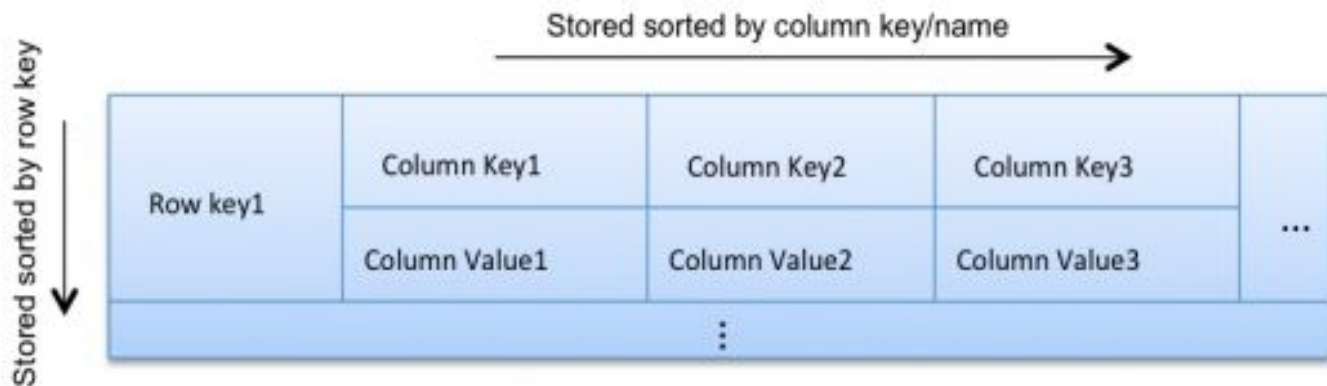 Stored sorted by column key/name
Stored sorted by row key
Row key1
Column Key1
Column Key2
Column Key3
...
Column Value1
Column Value2
Column Value3
⋮